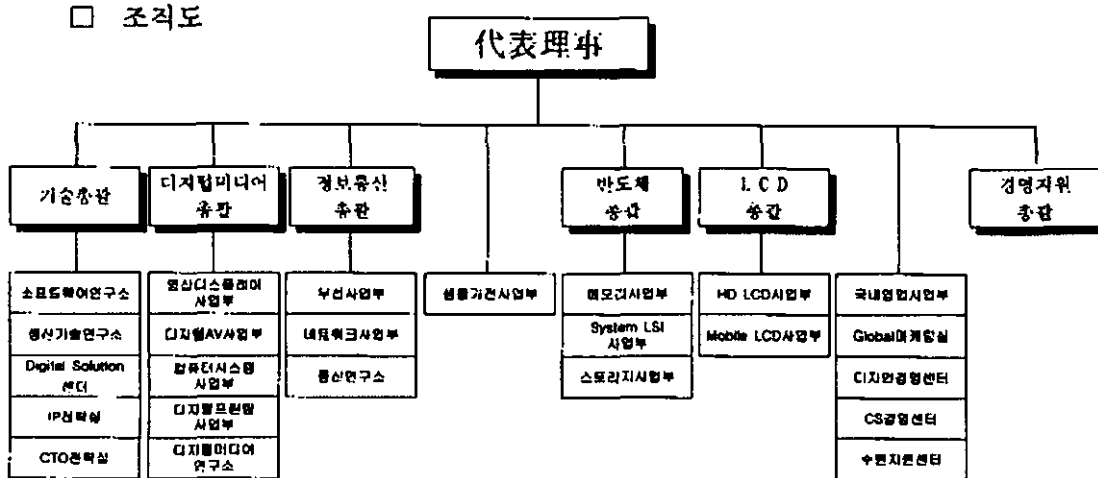 □ 조직도
代表理事
기술총괄
디지털미디어
총괄
정보통신
총괄
반도체
총괄
LCD
총괄
경영지원
총괄
소프트웨어연구소
생산기술연구소
Digital Solution
센터
IP전략실
CTO전략실
영상디스플레이
사업부
디지털AV사업부
컴퓨터시스템
사업부
디지털프린팅
사업부
디지털미디어
연구소
무선사업부
네트워크사업부
통신연구소
생활가전사업부
메모리사업부
System LSI
사업부
스토리지사업부
HD LCD사업부
Mobile LCD사업부
국내영업사업부
Global마케팅실
디자인경영센터
CS경영센터
수원지원센터